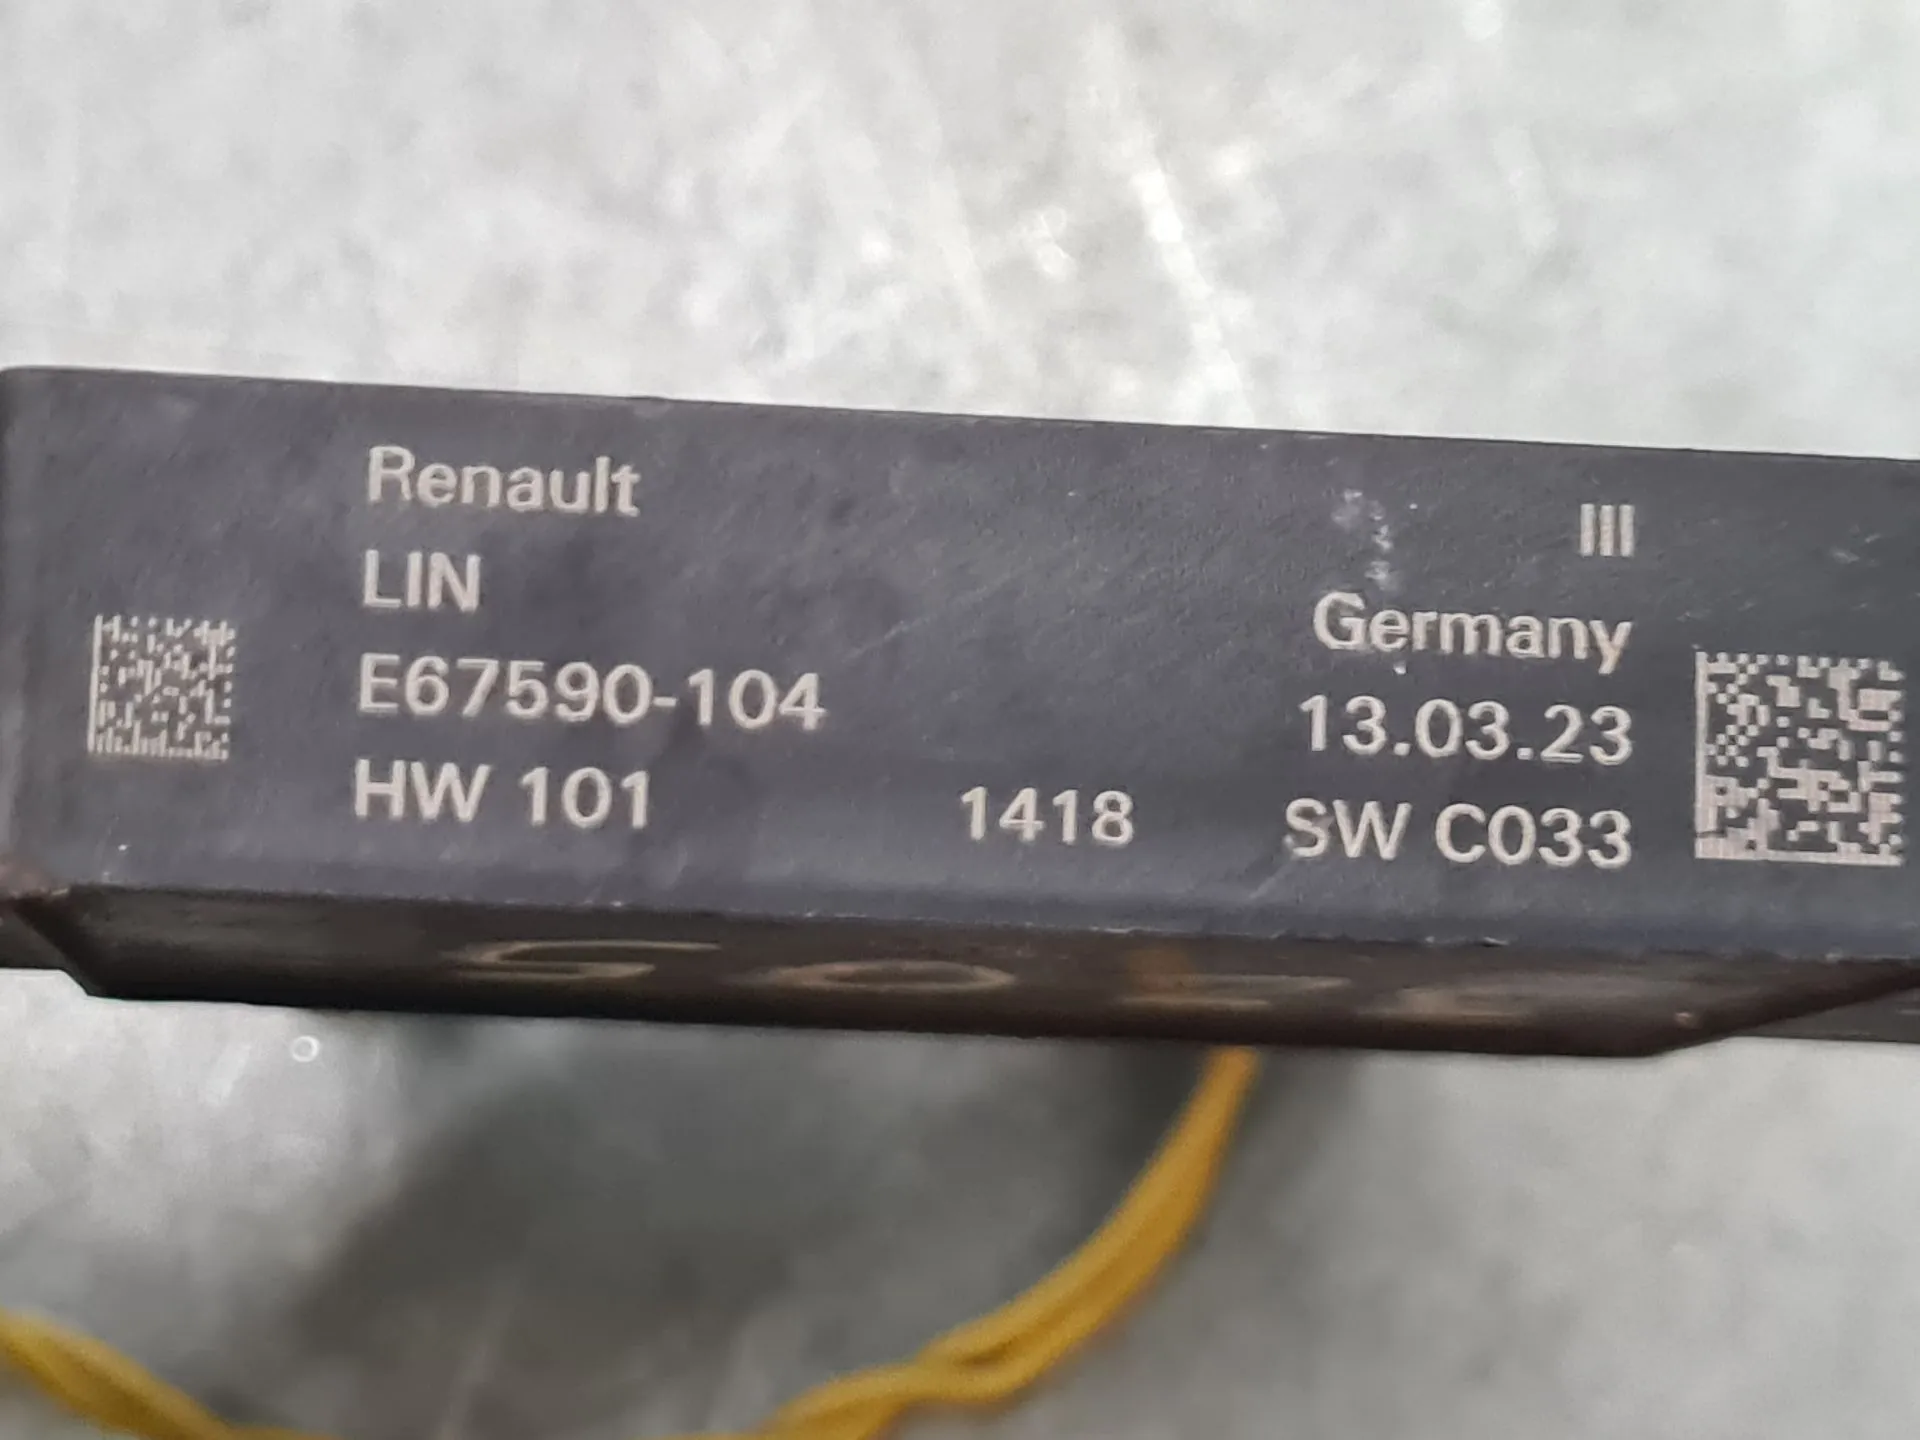 Renault
LIN
E67590-104
HW 101
1418
III
Germany
13.03.23
SW C033